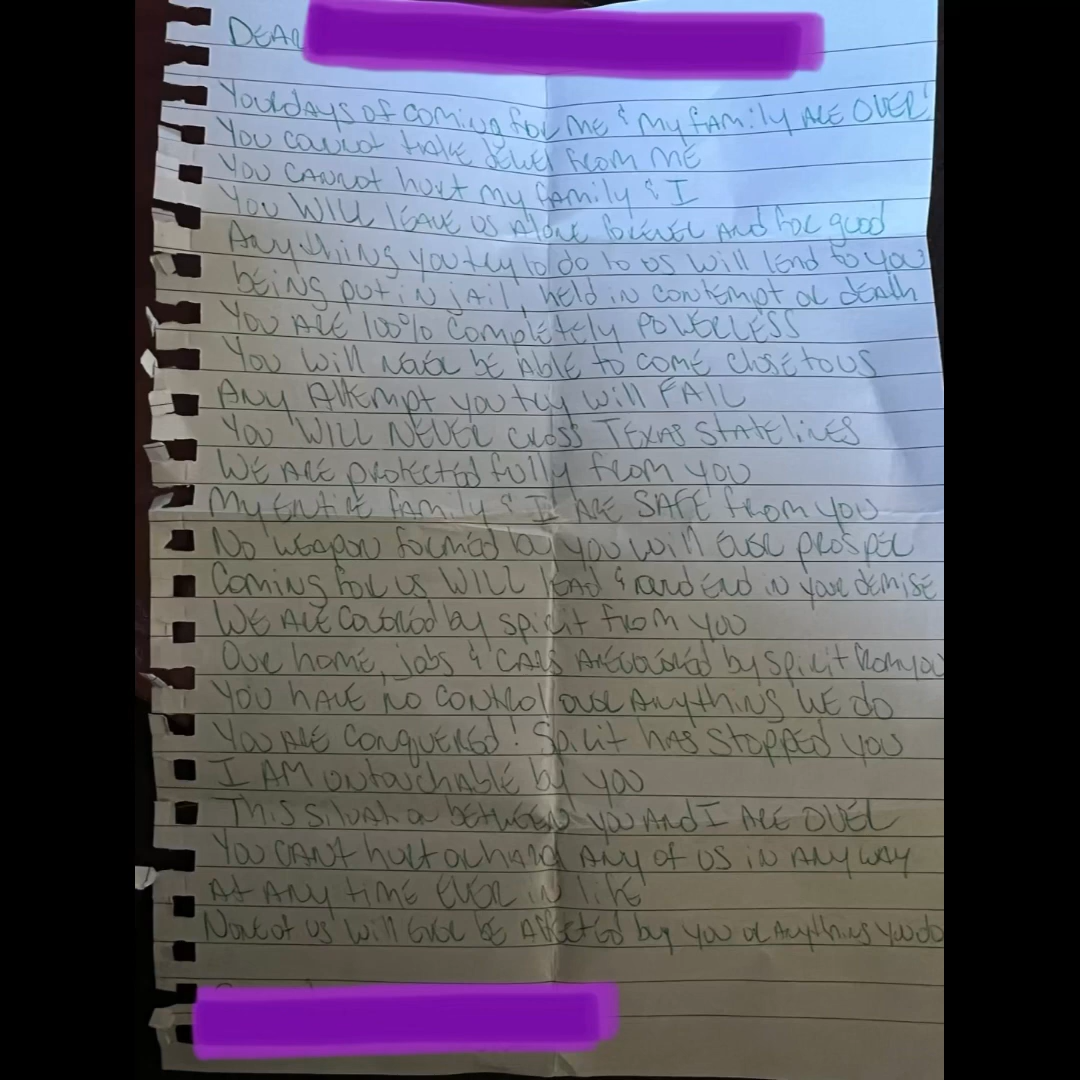 DEAR
Your days of coming for ME & My family ARE OVER!
You cannot take from ME
You CANNOT hurt my family & I
You WILL leave us Alone forever AND for good
Anything you try to do to us will lead to you
bEiNG put iN jail, held in contempt or dEAth
You ARE 100% COMplEtEly POWERLESS
You will never bE AblE to comE closE to us
ANy Attempt you try will FAIL
You WILL NEVER cross TEXAS StAtE liNES
WE ARE protEctEd fully from you
My ENtiRE family & I ARE SAFE from you
No WEApon formed by you will EvER prosper
Coming for us WILL lEAd & END in your dEmisE
WE ARE Covered by spirit from you
Our home, jobs & CARS ARE covered by spirit from you
You hAVE NO CONtrol over ANythiNG WE do
You ARE CoNquEREd! Spirit hAs stopped you
I AM untouchablE by you
This situation bEtwEEN you AND I ARE OVER
You CAN't hurt or harm ANy of US iN ANy WAY
At ANy timE EVER iN lifE
None of us will Ever bE AffEctEd by you or Anything you do